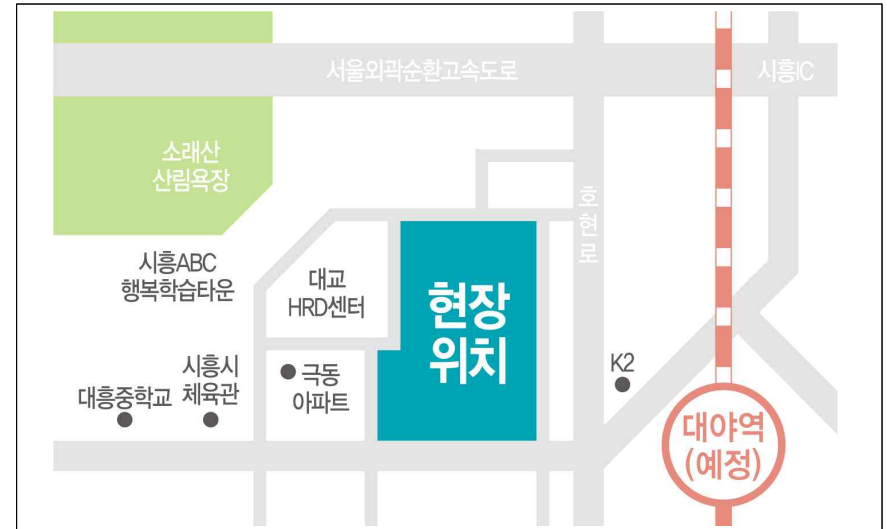 서울외곽순환고속도로
시흥IC
소래산
산림욕장
호현로
시흥ABC
행복학습타운
대교
HRD센터
현장
위치
시흥시
체육관
대흥중학교
극동
아파트
K2
대야역
(예정)